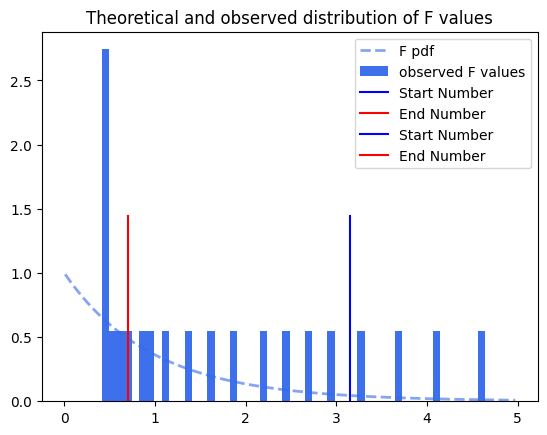 Theoretical and observed distribution of F values
F pdf
observed F values
Start Number
End Number
Start Number
End Number
2.5
2.0
1.5
1.0
0.5
0.0
0 1 2 3 4 5